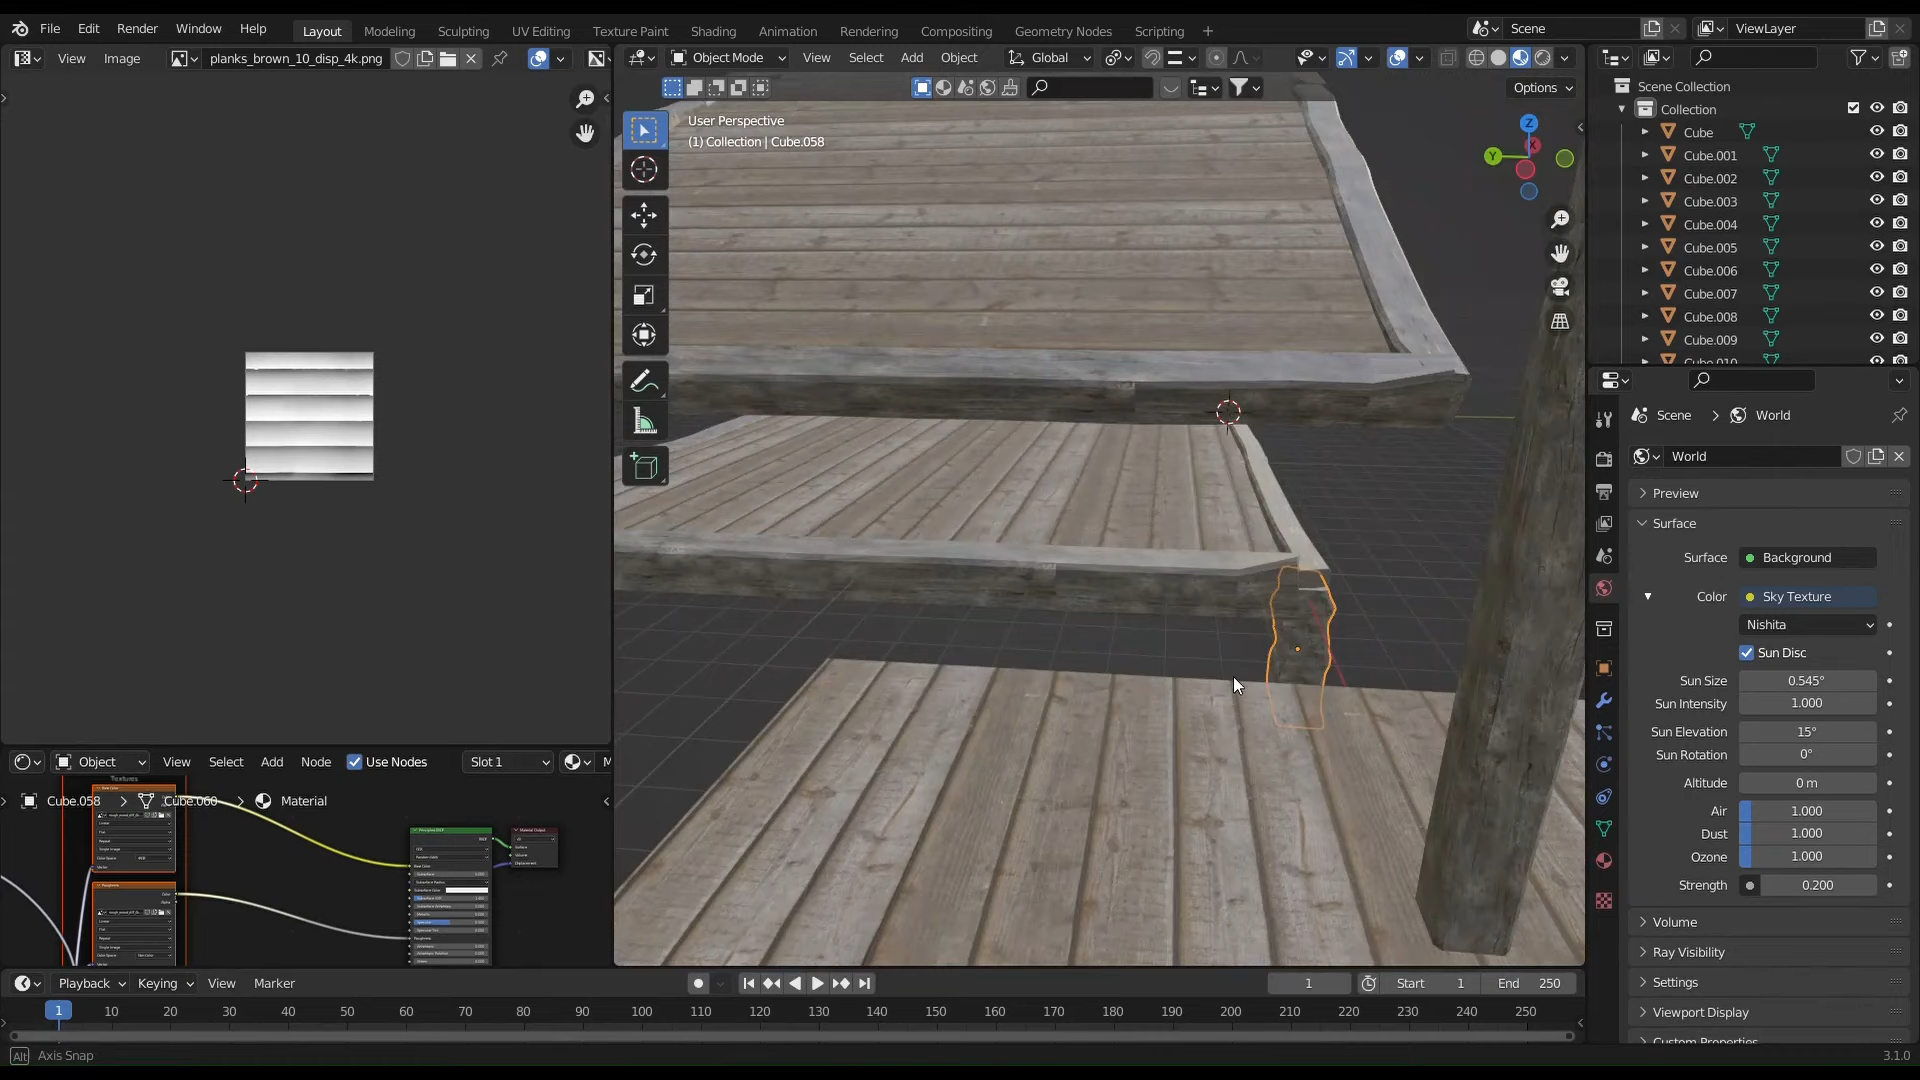 File Edit Render Window Help Layout Modeling Sculpting UV Editing Texture Paint Shading Animation Rendering Compositing Geometry Nodes Scripting + Scene ViewLayer
View Image planks_brown_10_disp_4k.png Object Mode View Select Add Object Global
Options
User Perspective
(1) Collection | Cube.058
Z
X
Y
Scene Collection
Collection
Cube
Cube.001
Cube.002
Cube.003
Cube.004
Cube.005
Cube.006
Cube.007
Cube.008
Cube.009
Cube.010
Scene > World
World
Preview
Surface
Surface Background
Color Sky Texture
Nishita
Sun Disc
Sun Size 0.545°
Sun Intensity 1.000
Sun Elevation 15°
Sun Rotation 0°
Altitude 0 m
Air 1.000
Dust 1.000
Ozone 1.000
Strength 0.200
Volume
Ray Visibility
Settings
Viewport Display
Custom Properties
Object View Select Add Node Use Nodes Slot 1 M
Textures
Cube.058 > Cube.060 > Material
Playback Keying View Marker 1 Start 1 End 250
1 10 20 30 40 50 60 70 80 90 100 110 120 130 140 150 160 170 180 190 200 210 220 230 240 250
Alt Axis Snap 3.1.0